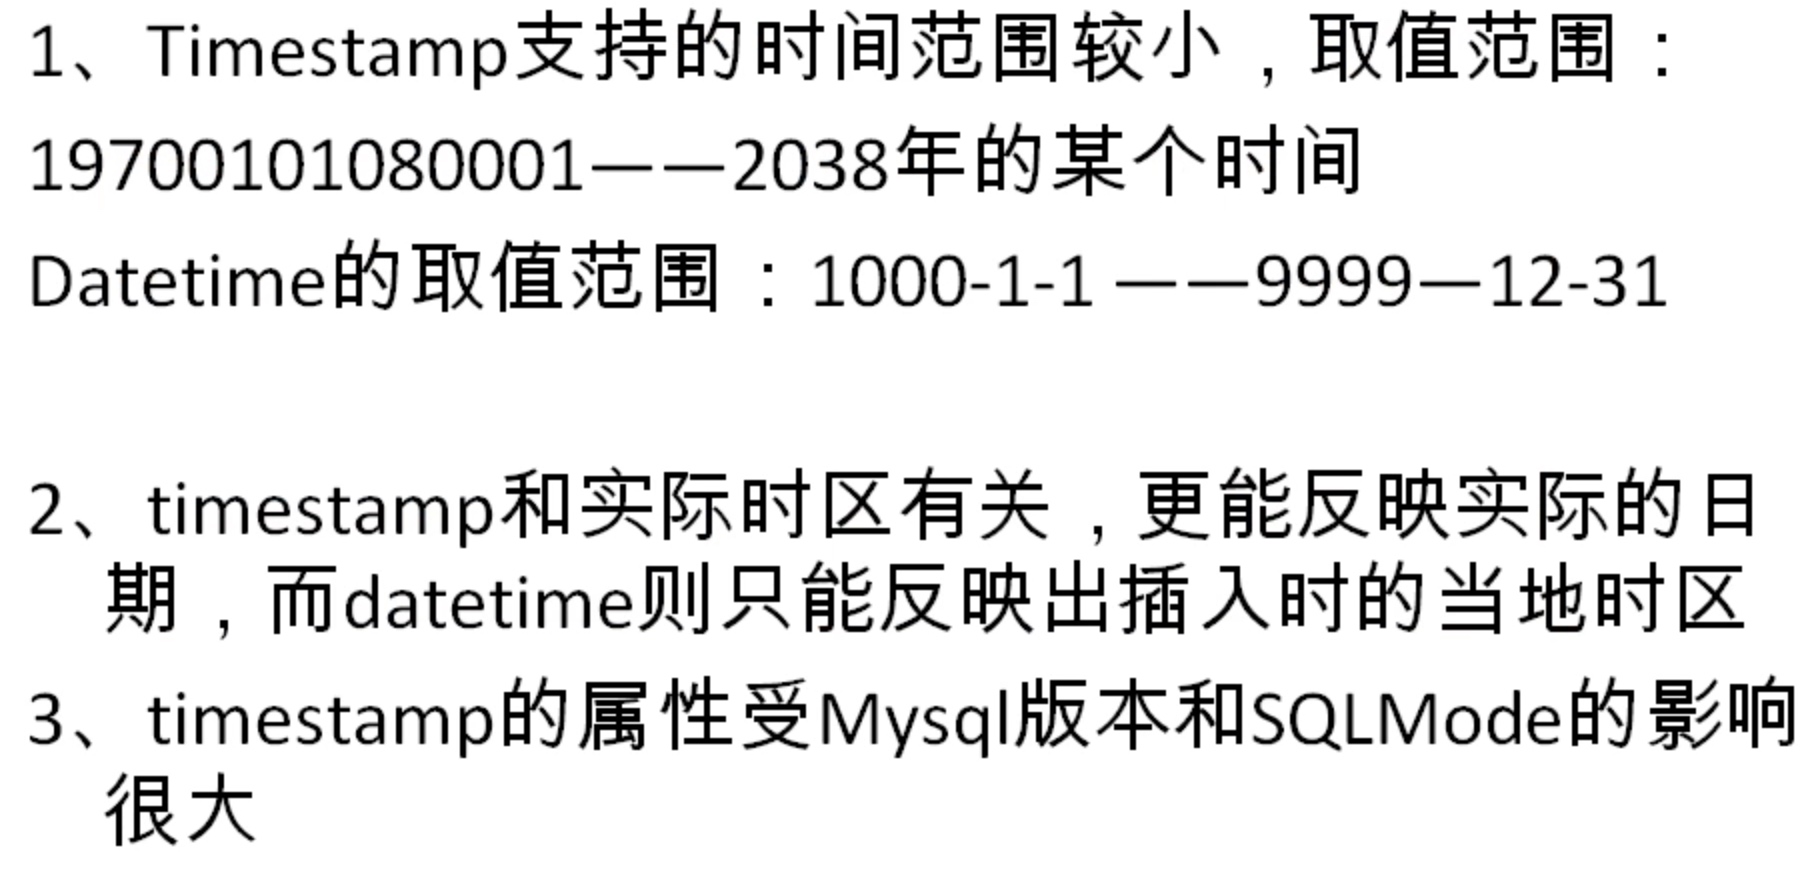 1、Timestamp支持的时间范围较小，取值范围：
19700101080001——2038年的某个时间
Datetime的取值范围：1000-1-1 ——9999—12-31
2、timestamp和实际时区有关，更能反映实际的日
期，而datetime则只能反映出插入时的当地时区
3、timestamp的属性受Mysql版本和SQLMode的影响
很大